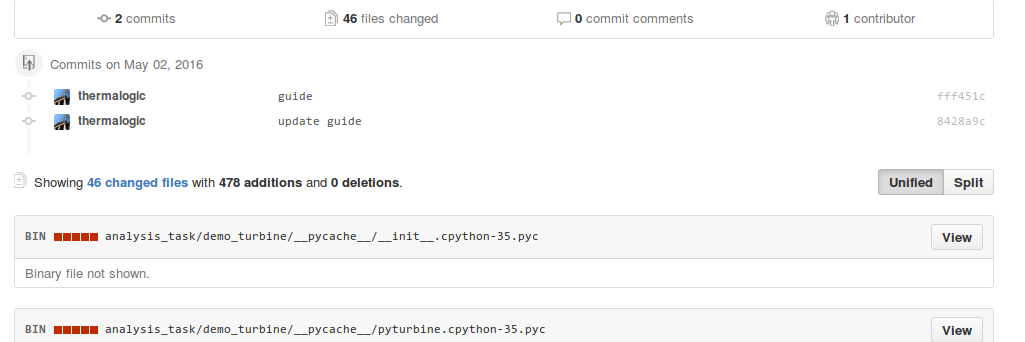 2 commits 46 files changed 0 commit comments 1 contributor
Commits on May 02, 2016
thermalogic guide fff451c
thermalogic update guide 8428a9c
Showing 46 changed files with 478 additions and 0 deletions. Unified Split
BIN analysis_task/demo_turbine/__pycache__/__init__.cpython-35.pyc View
Binary file not shown.
BIN analysis_task/demo_turbine/__pycache__/pyturbine.cpython-35.pyc View